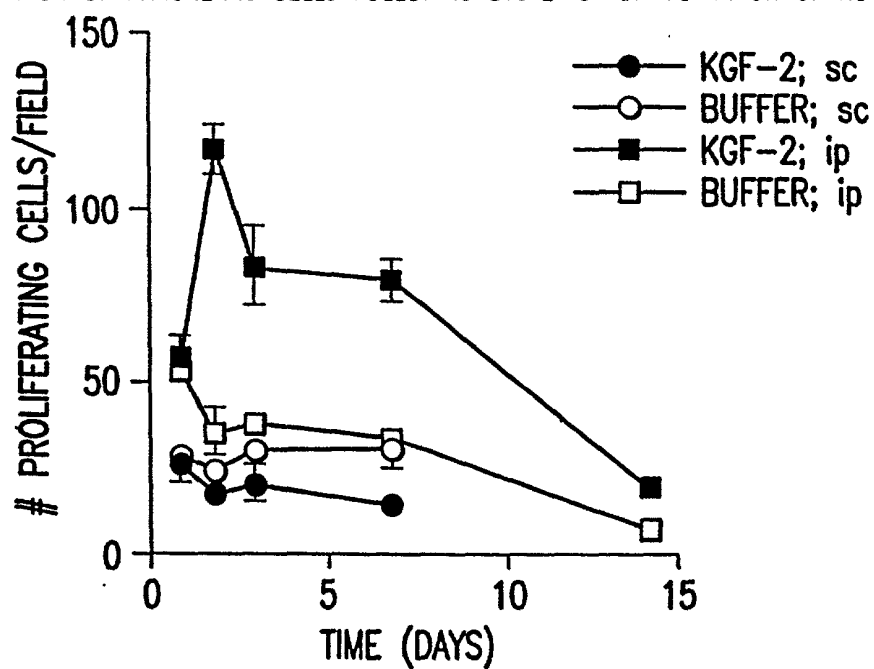 150
100
50
0
# PROLIFERATING CELLS/FIELD
KGF-2; sc
BUFFER; sc
KGF-2; ip
BUFFER; ip
0 5 10 15
TIME (DAYS)